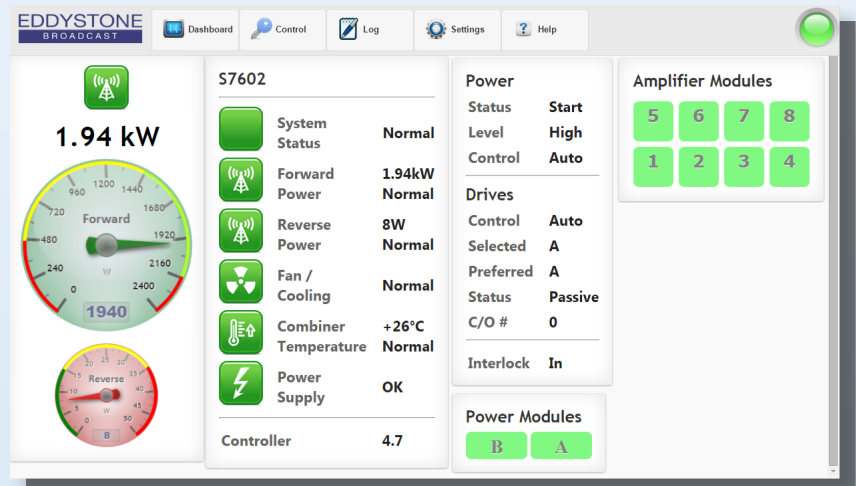 EDDYSTONE
BROADCAST
Dashboard
Control
Log
Settings
Help
1.94 kW
0
240
480
720
960
1200
1440
1680
1920
2160
2400
Forward
W
1940
0
5
10
15
20
25
30
35
40
45
50
Reverse
W
8
S7602
System
Status
Normal
Forward
Power
1.94kW
Normal
Reverse
Power
8W
Normal
Fan /
Cooling
Normal
Combiner
Temperature
+26°C
Normal
Power
Supply
OK
Controller 4.7
Power
Status Start
Level High
Control Auto
Drives
Control Auto
Selected A
Preferred A
Status Passive
C/O # 0
Interlock In
Power Modules
B A
Amplifier Modules
5 6 7 8
1 2 3 4